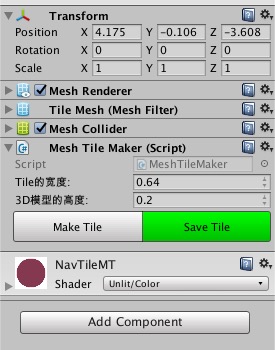 Transform
Position X 4.175 Y -0.106 Z -3.608
Rotation X 0 Y 0 Z 0
Scale X 1 Y 1 Z 1
Mesh Renderer
Tile Mesh (Mesh Filter)
Mesh Collider
Mesh Tile Maker (Script)
Script MeshTileMaker
Tile的宽度: 0.64
3D模型的高度: 0.2
Make Tile Save Tile
NavTileMT
Shader Unlit/Color
Add Component